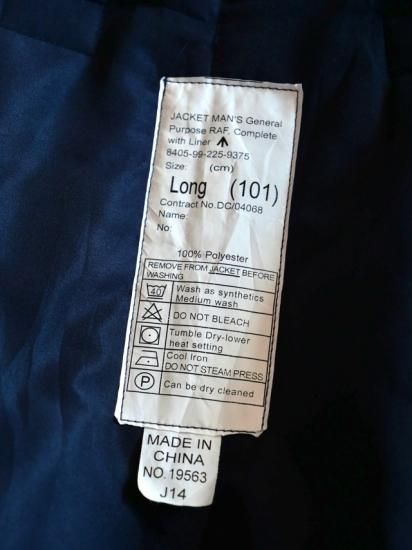 JACKET MAN'S General
Purpose RAF, Complete
with Liner
8405-99-225-9375
Size: (cm)
Long (101)
Contract No.DC/04068
Name:
No:
100% Polyester
REMOVE FROM JACKET BEFORE
WASHING
40 Wash as synthetics
Medium wash
DO NOT BLEACH
Tumble Dry-lower
heat setting
Cool Iron
DO NOT STEAM PRESS
P Can be dry cleaned
MADE IN
CHINA
NO.19563
J14